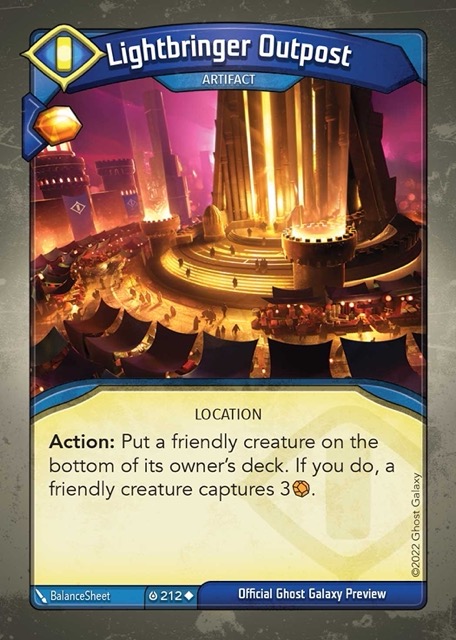 Lightbringer Outpost
ARTIFACT
LOCATION
Action: Put a friendly creature on the
bottom of its owner's deck. If you do, a
friendly creature captures 3.
©2022 Ghost Galaxy
BalanceSheet
212
Official Ghost Galaxy Preview